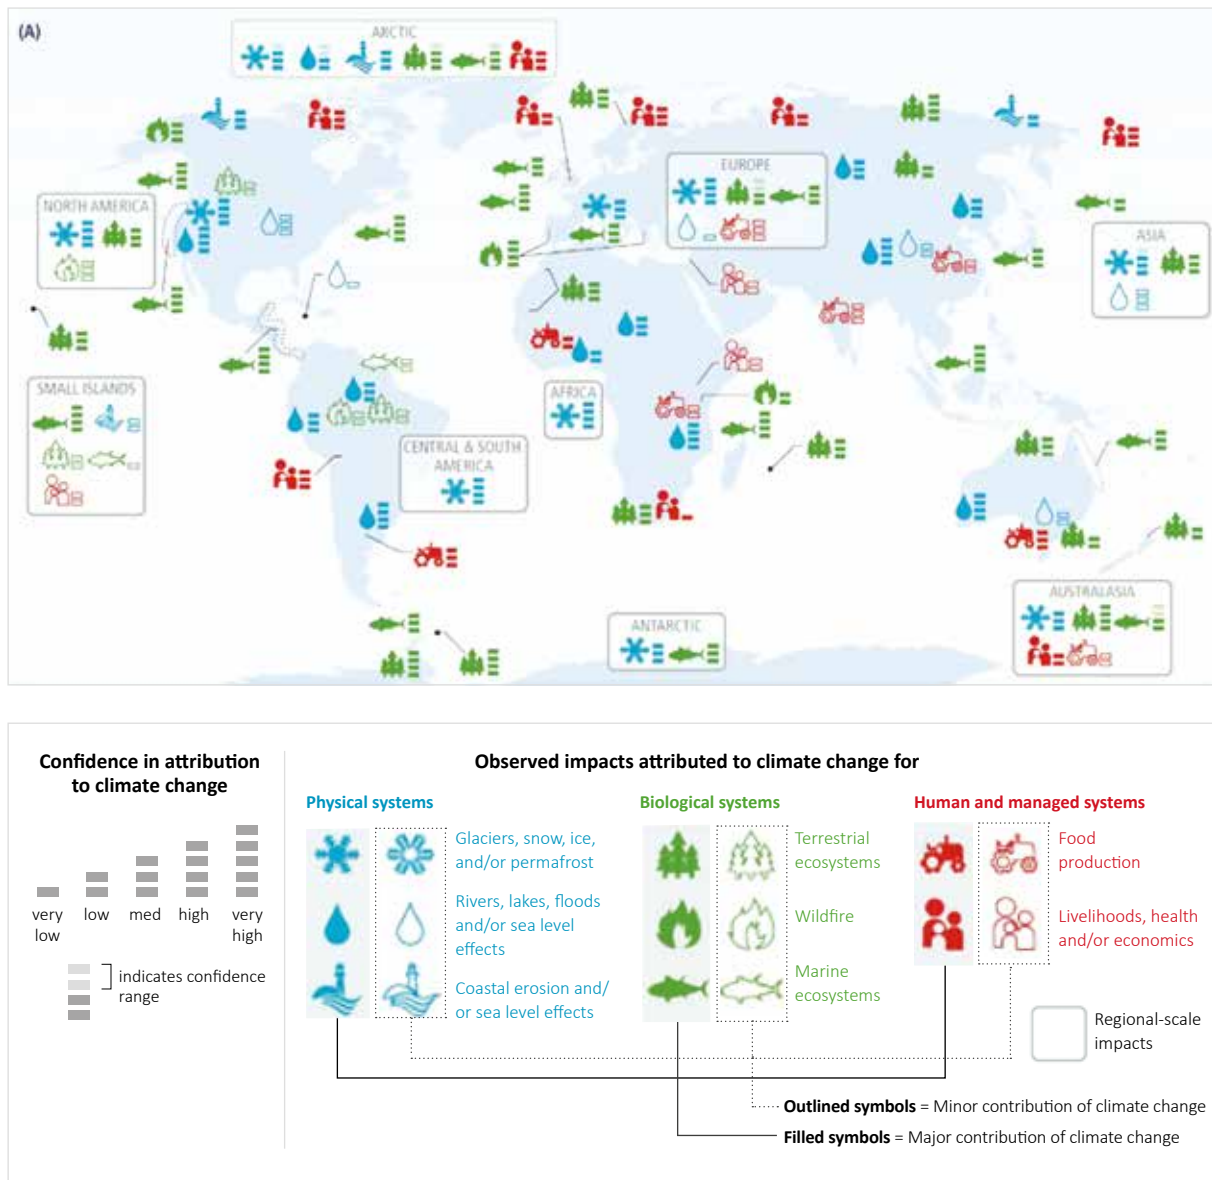 (A)
ARCTIC
EUROPE
NORTH AMERICA
ASIA
SMALL ISLANDS
AFRICA
CENTRAL & SOUTH
AMERICA
AUSTRALASIA
ANTARCTIC
Confidence in attribution
to climate change
very
low
low
med
high
very
high
indicates confidence
range
Observed impacts attributed to climate change for
Physical systems
Glaciers, snow, ice,
and/or permafrost
Rivers, lakes, floods
and/or sea level
effects
Coastal erosion and/
or sea level effects
Biological systems
Terrestrial
ecosystems
Wildfire
Marine
ecosystems
Human and managed systems
Food
production
Livelihoods, health
and/or economics
Regional-scale
impacts
Outlined symbols = Minor contribution of climate change
Filled symbols = Major contribution of climate change